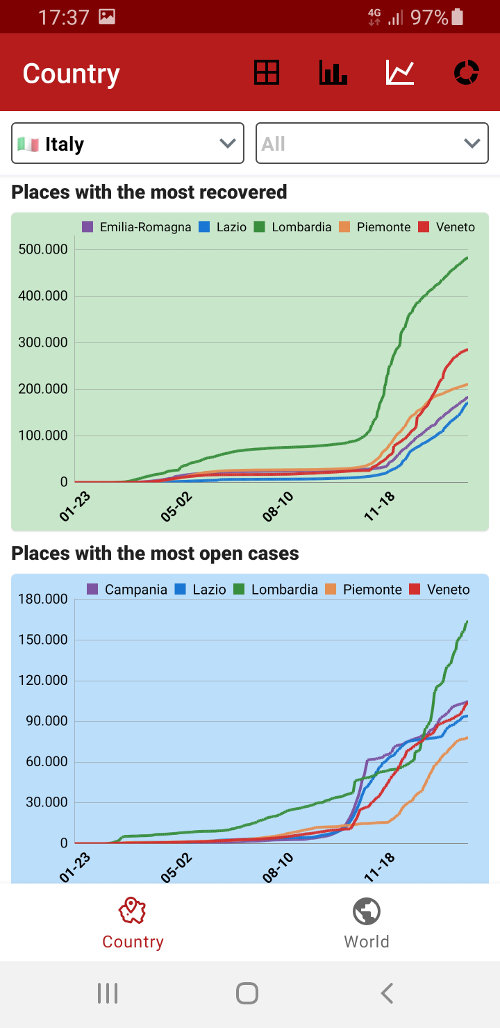 17:37 4G 97%
Country
Italy All
Places with the most recovered
Emilia-Romagna Lazio Lombardia Piemonte Veneto
500.000
400.000
300.000
200.000
100.000
0
01-23 05-02 08-10 11-18
Places with the most open cases
Campania Lazio Lombardia Piemonte Veneto
180.000
150.000
120.000
90.000
60.000
30.000
0
01-23 05-02 08-10 11-18
Country World